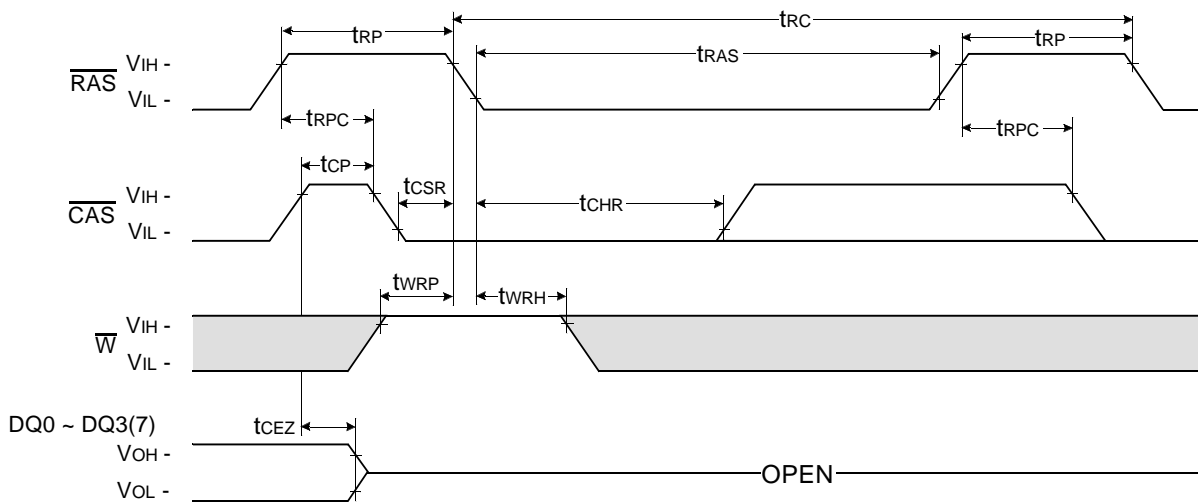 tRP
tRC
tRAS
tRP
RAS
VIH -
VIL -
tRPC
tRPC
tCP
tCSR
tCHR
CAS
VIH -
VIL -
tWRP
tWRH
W
VIH -
VIL -
DQ0 ~ DQ3(7)
tCEZ
VOH -
VOL -
OPEN